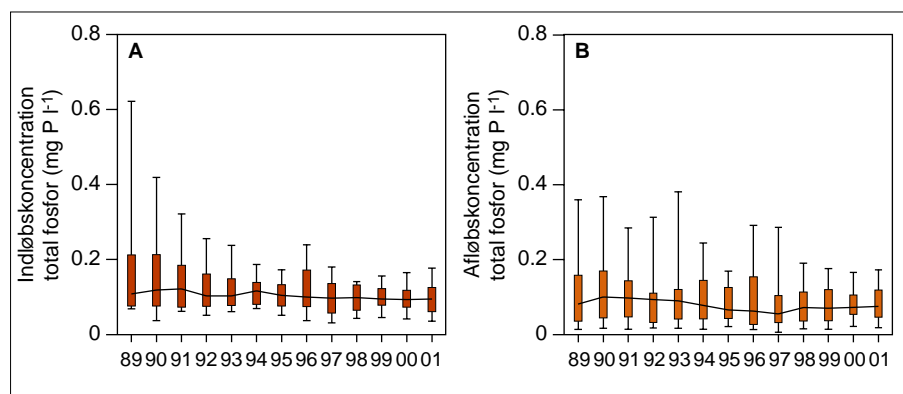 A
Indløbskoncentration
total fosfor (mg P l-1)
0.8
0.6
0.4
0.2
0
89 90 91 92 93 94 95 96 97 98 99 00 01
B
Afløbskoncentration
total fosfor (mg P l-1)
0.8
0.6
0.4
0.2
0
89 90 91 92 93 94 95 96 97 98 99 00 01